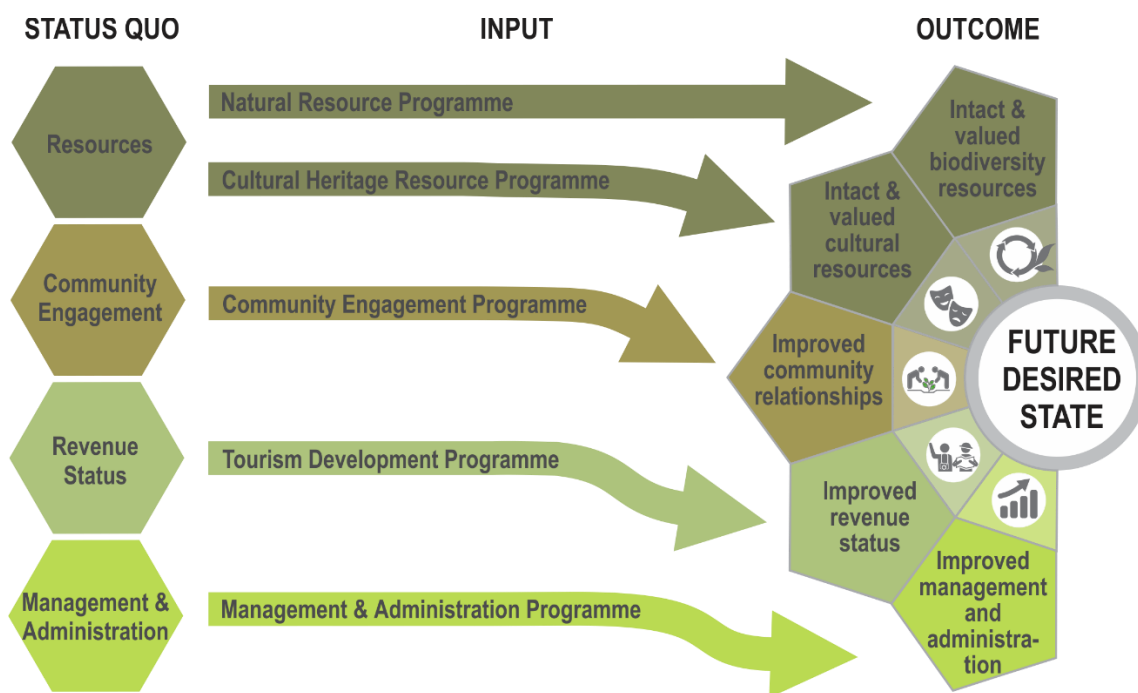 STATUS QUO
INPUT
OUTCOME
Resources
Natural Resource Programme
Cultural Heritage Resource Programme
Intact &
valued
biodiversity
resources
Intact &
valued
cultural
resources
Community
Engagement
Community Engagement Programme
Improved
community
relationships
FUTURE
DESIRED
STATE
Revenue
Status
Tourism Development Programme
Improved
revenue
status
Management &
Administration
Management & Administration Programme
Improved
management
and
administra-
tion